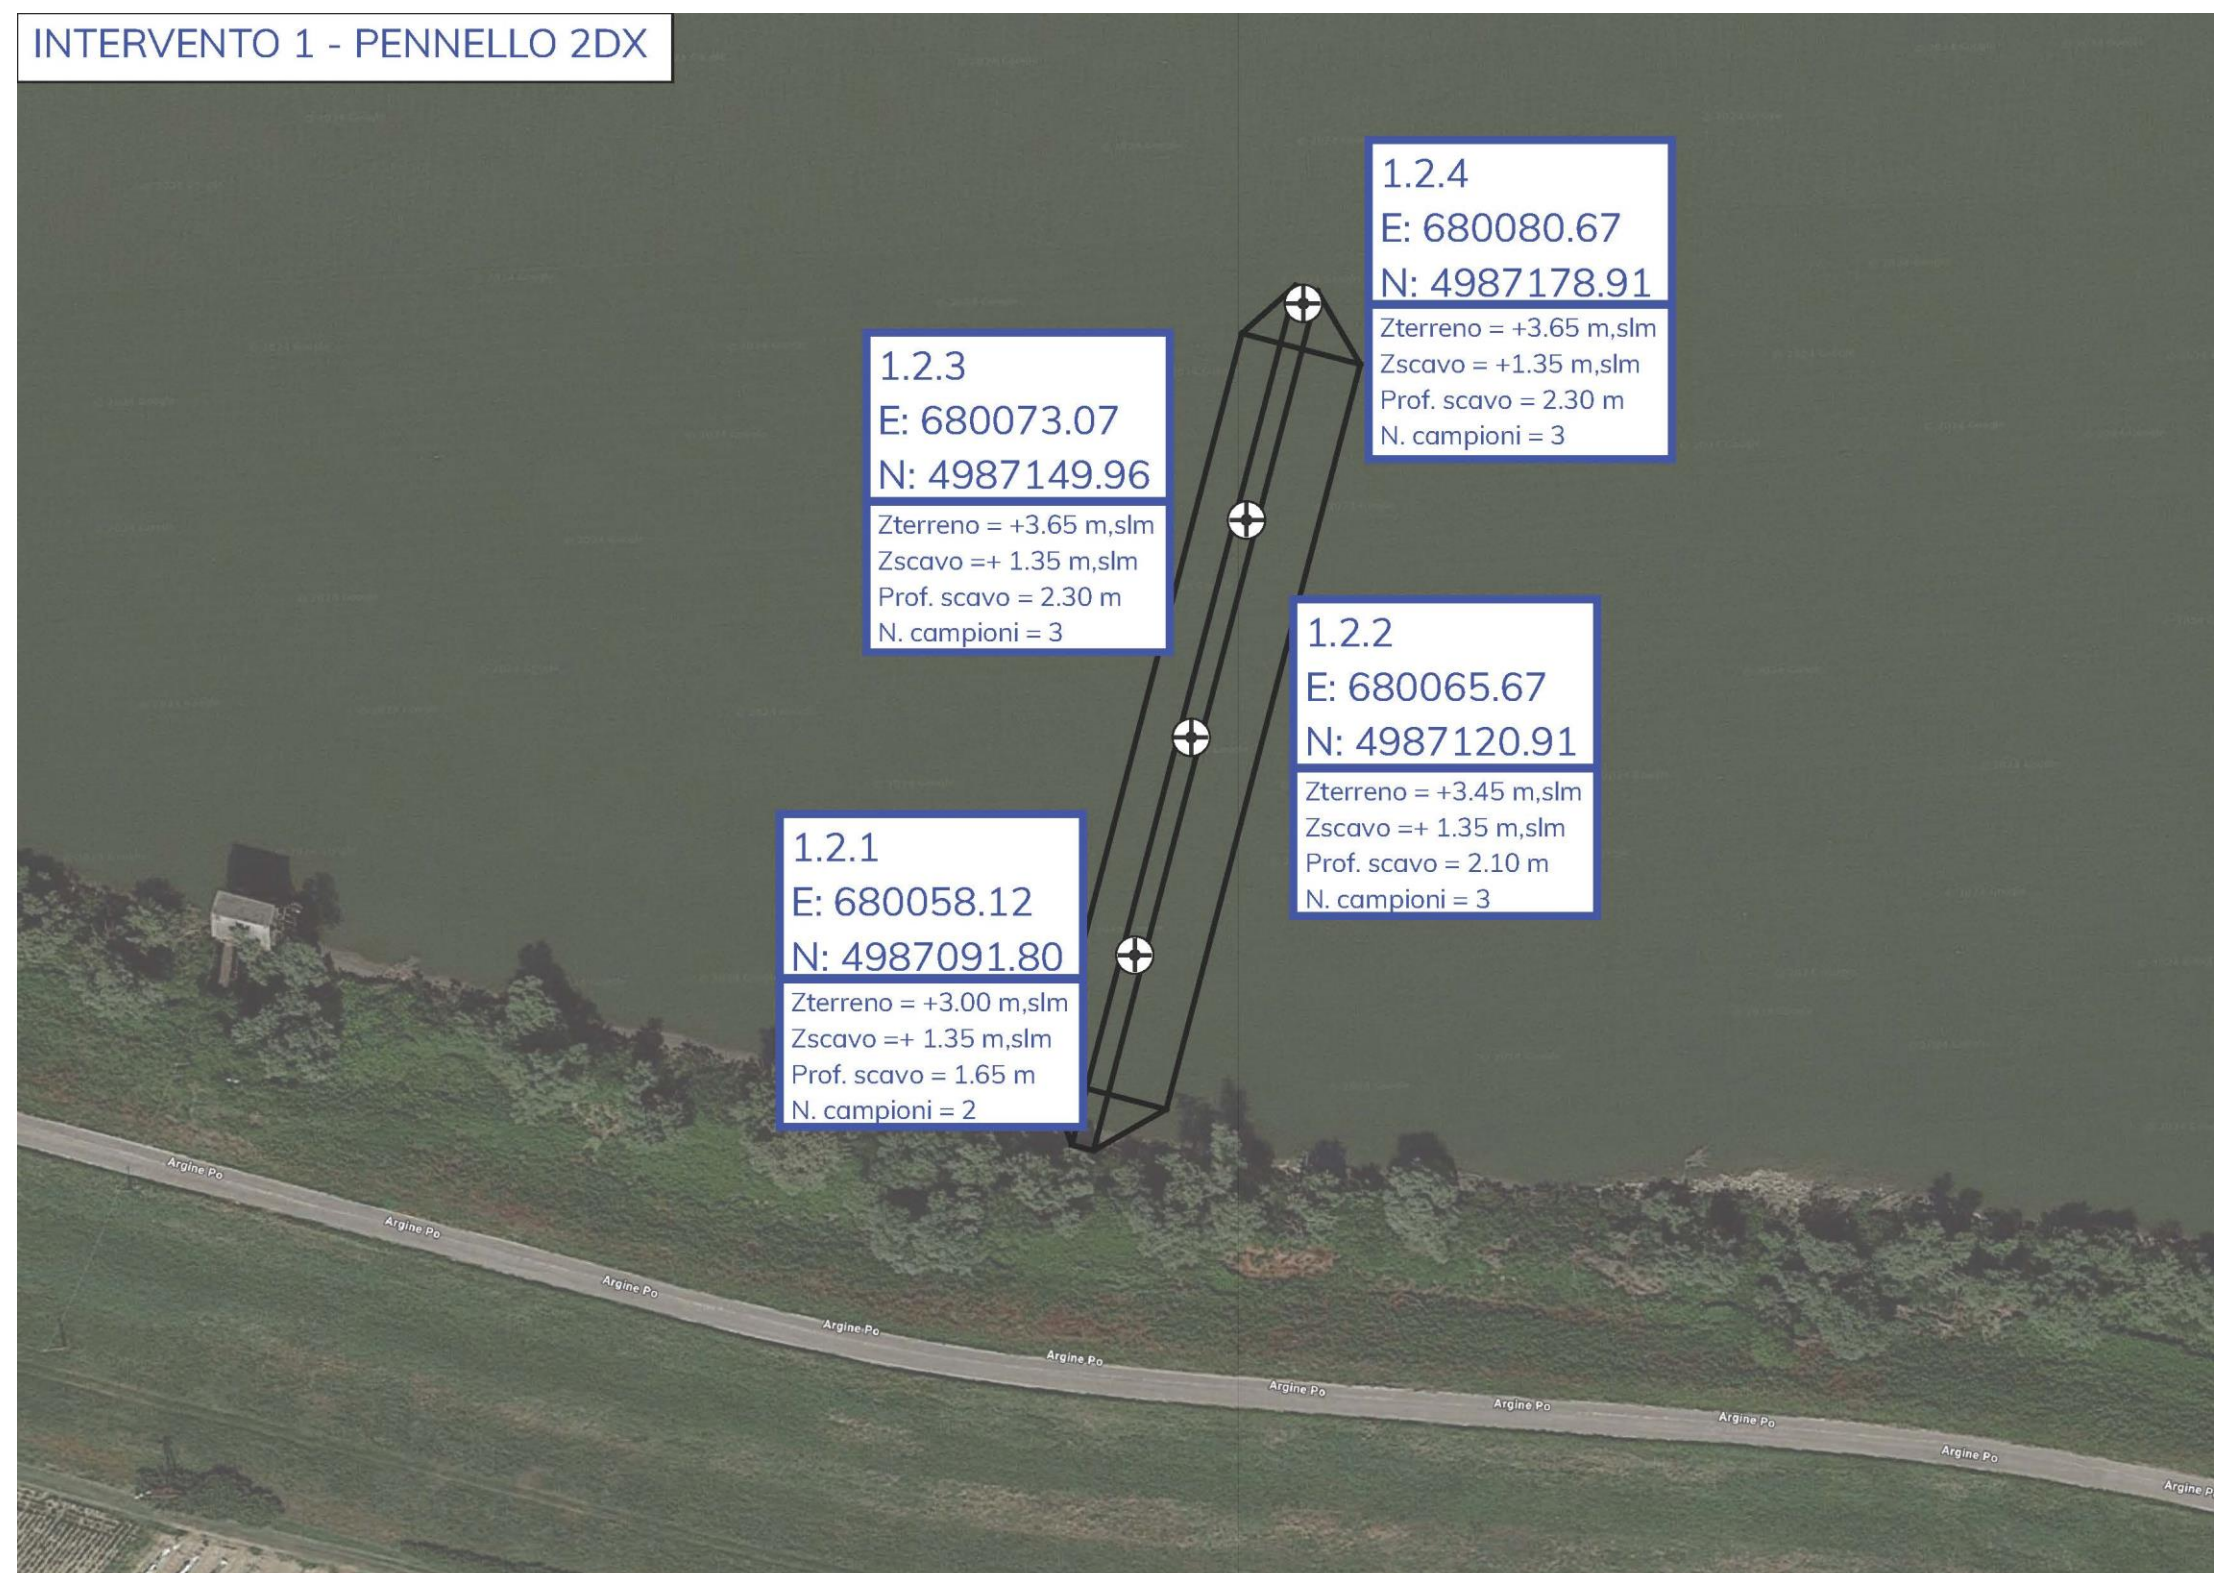 INTERVENTO 1 - PENNELLO 2DX
1.2.4
E: 680080.67
N: 4987178.91
Zterreno = +3.65 m,slm
Zscavo = +1.35 m,slm
Prof. scavo = 2.30 m
N. campioni = 3
1.2.3
E: 680073.07
N: 4987149.96
Zterreno = +3.65 m,slm
Zscavo =+ 1.35 m,slm
Prof. scavo = 2.30 m
N. campioni = 3
1.2.2
E: 680065.67
N: 4987120.91
Zterreno = +3.45 m,slm
Zscavo =+ 1.35 m,slm
Prof. scavo = 2.10 m
N. campioni = 3
1.2.1
E: 680058.12
N: 4987091.80
Zterreno = +3.00 m,slm
Zscavo =+ 1.35 m,slm
Prof. scavo = 1.65 m
N. campioni = 2
Argine Po
Argine Po
Argine Po
Argine Po
Argine Po
Argine Po
Argine Po
Argine Po
Argine Po
Argine P